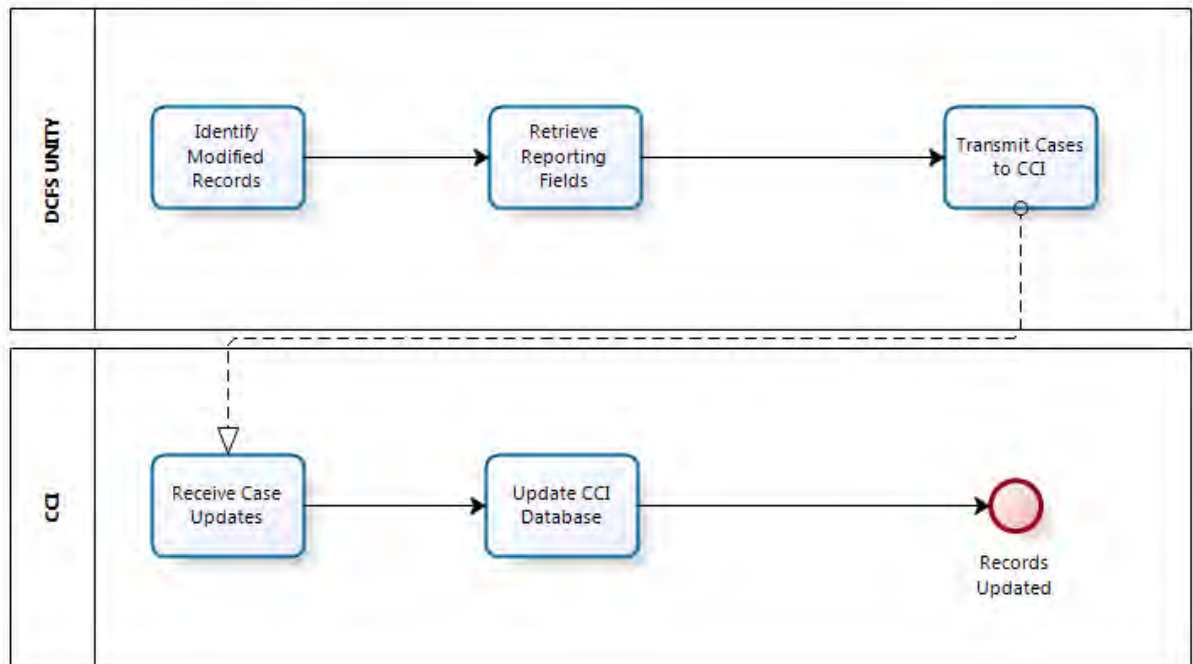 DCFS UNITY
Identify
Modified
Records
Retrieve
Reporting
Fields
Transmit Cases
to CCI
CCI
Receive Case
Updates
Update CCI
Database
Records
Updated